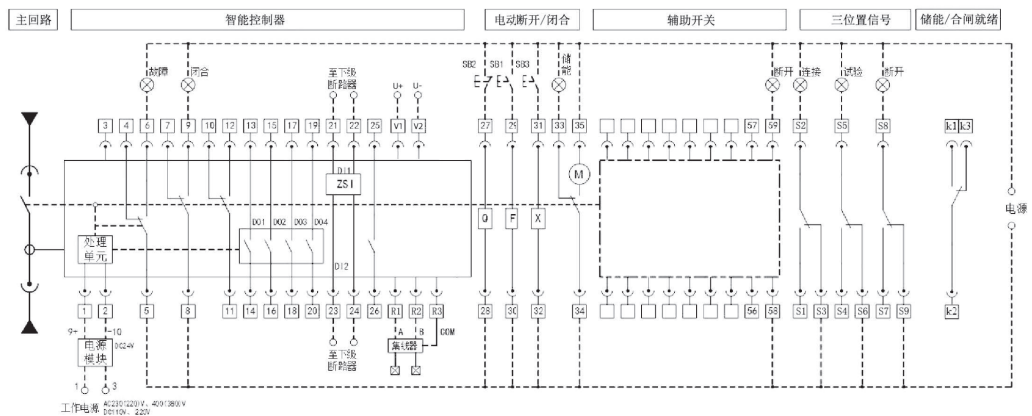 主回路 智能控制器 电动断开/闭合 辅助开关 三位置信号 储能/合闸就绪
故障 闭合 至下级断路器 U+ U- SB2 SB1 SB3 储能 断开 连接 试验 断开
3 4 6 7 9 10 12 13 15 17 19 21 22 25 V1 V2 27 29 31 33 35 57 59 S2 S5 S8 k1 k3
DI1
ZSI
M
电源
DO1 DO2 DO3 DO4
Q F X
处理单元
DI2
1 2 5 8 11 14 16 18 20 23 24 26 R1 R2 R3 28 30 32 34 56 58 S1 S3 S4 S6 S7 S9 k2
9+ -10 A B COM
电源模块 DC24V 集线器
至下级断路器
1 3
工作电源 AC230(220)V、400(380)V
DC110V、220V